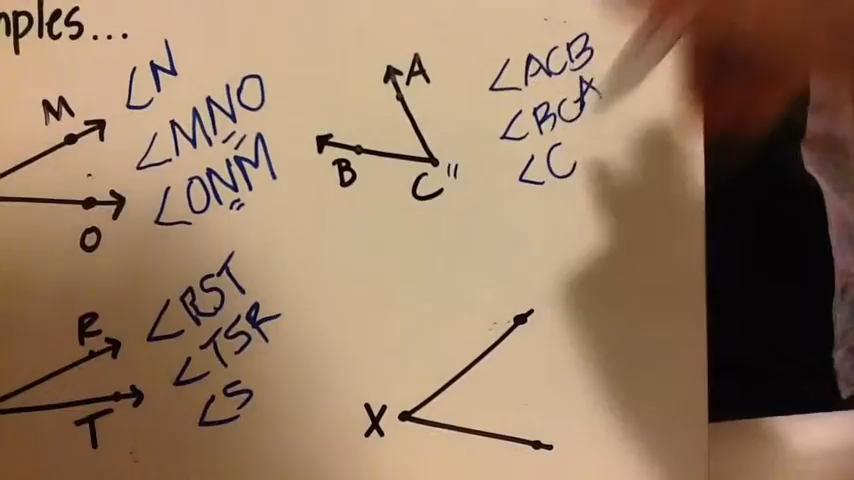 mples...
M
∠N
∠MNO
∠ONM
O
A
B
C"
∠ACB
∠BCA
∠C
R
T
∠RST
∠TSR
∠S
X